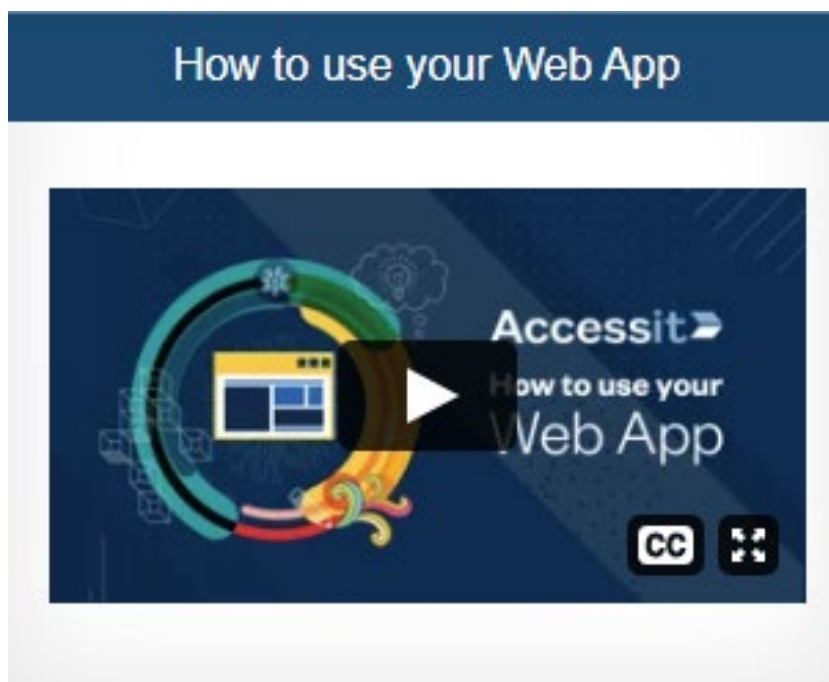 How to use your Web App
Accessit
How to use your
Web App
CC